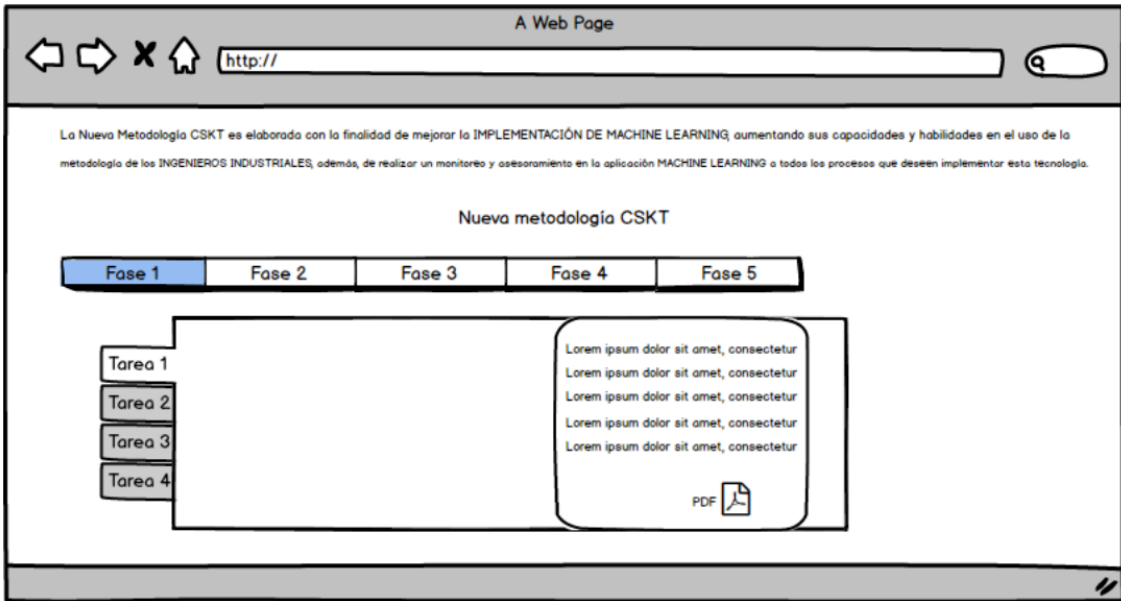 A Web Page
http://
La Nueva Metodología CSKT es elaborada con la finalidad de mejorar la IMPLEMENTACIÓN DE MACHINE LEARNING, aumentando sus capacidades y habilidades en el uso de la
metodología de los INGENIEROS INDUSTRIALES, además, de realizar un monitoreo y asesoramiento en la aplicación MACHINE LEARNING a todos los procesos que deseen implementar esta tecnología.
Nueva metodología CSKT
Fase 1 Fase 2 Fase 3 Fase 4 Fase 5
Tarea 1
Tarea 2
Tarea 3
Tarea 4
Lorem ipsum dolor sit amet, consectetur
Lorem ipsum dolor sit amet, consectetur
Lorem ipsum dolor sit amet, consectetur
Lorem ipsum dolor sit amet, consectetur
Lorem ipsum dolor sit amet, consectetur
PDF